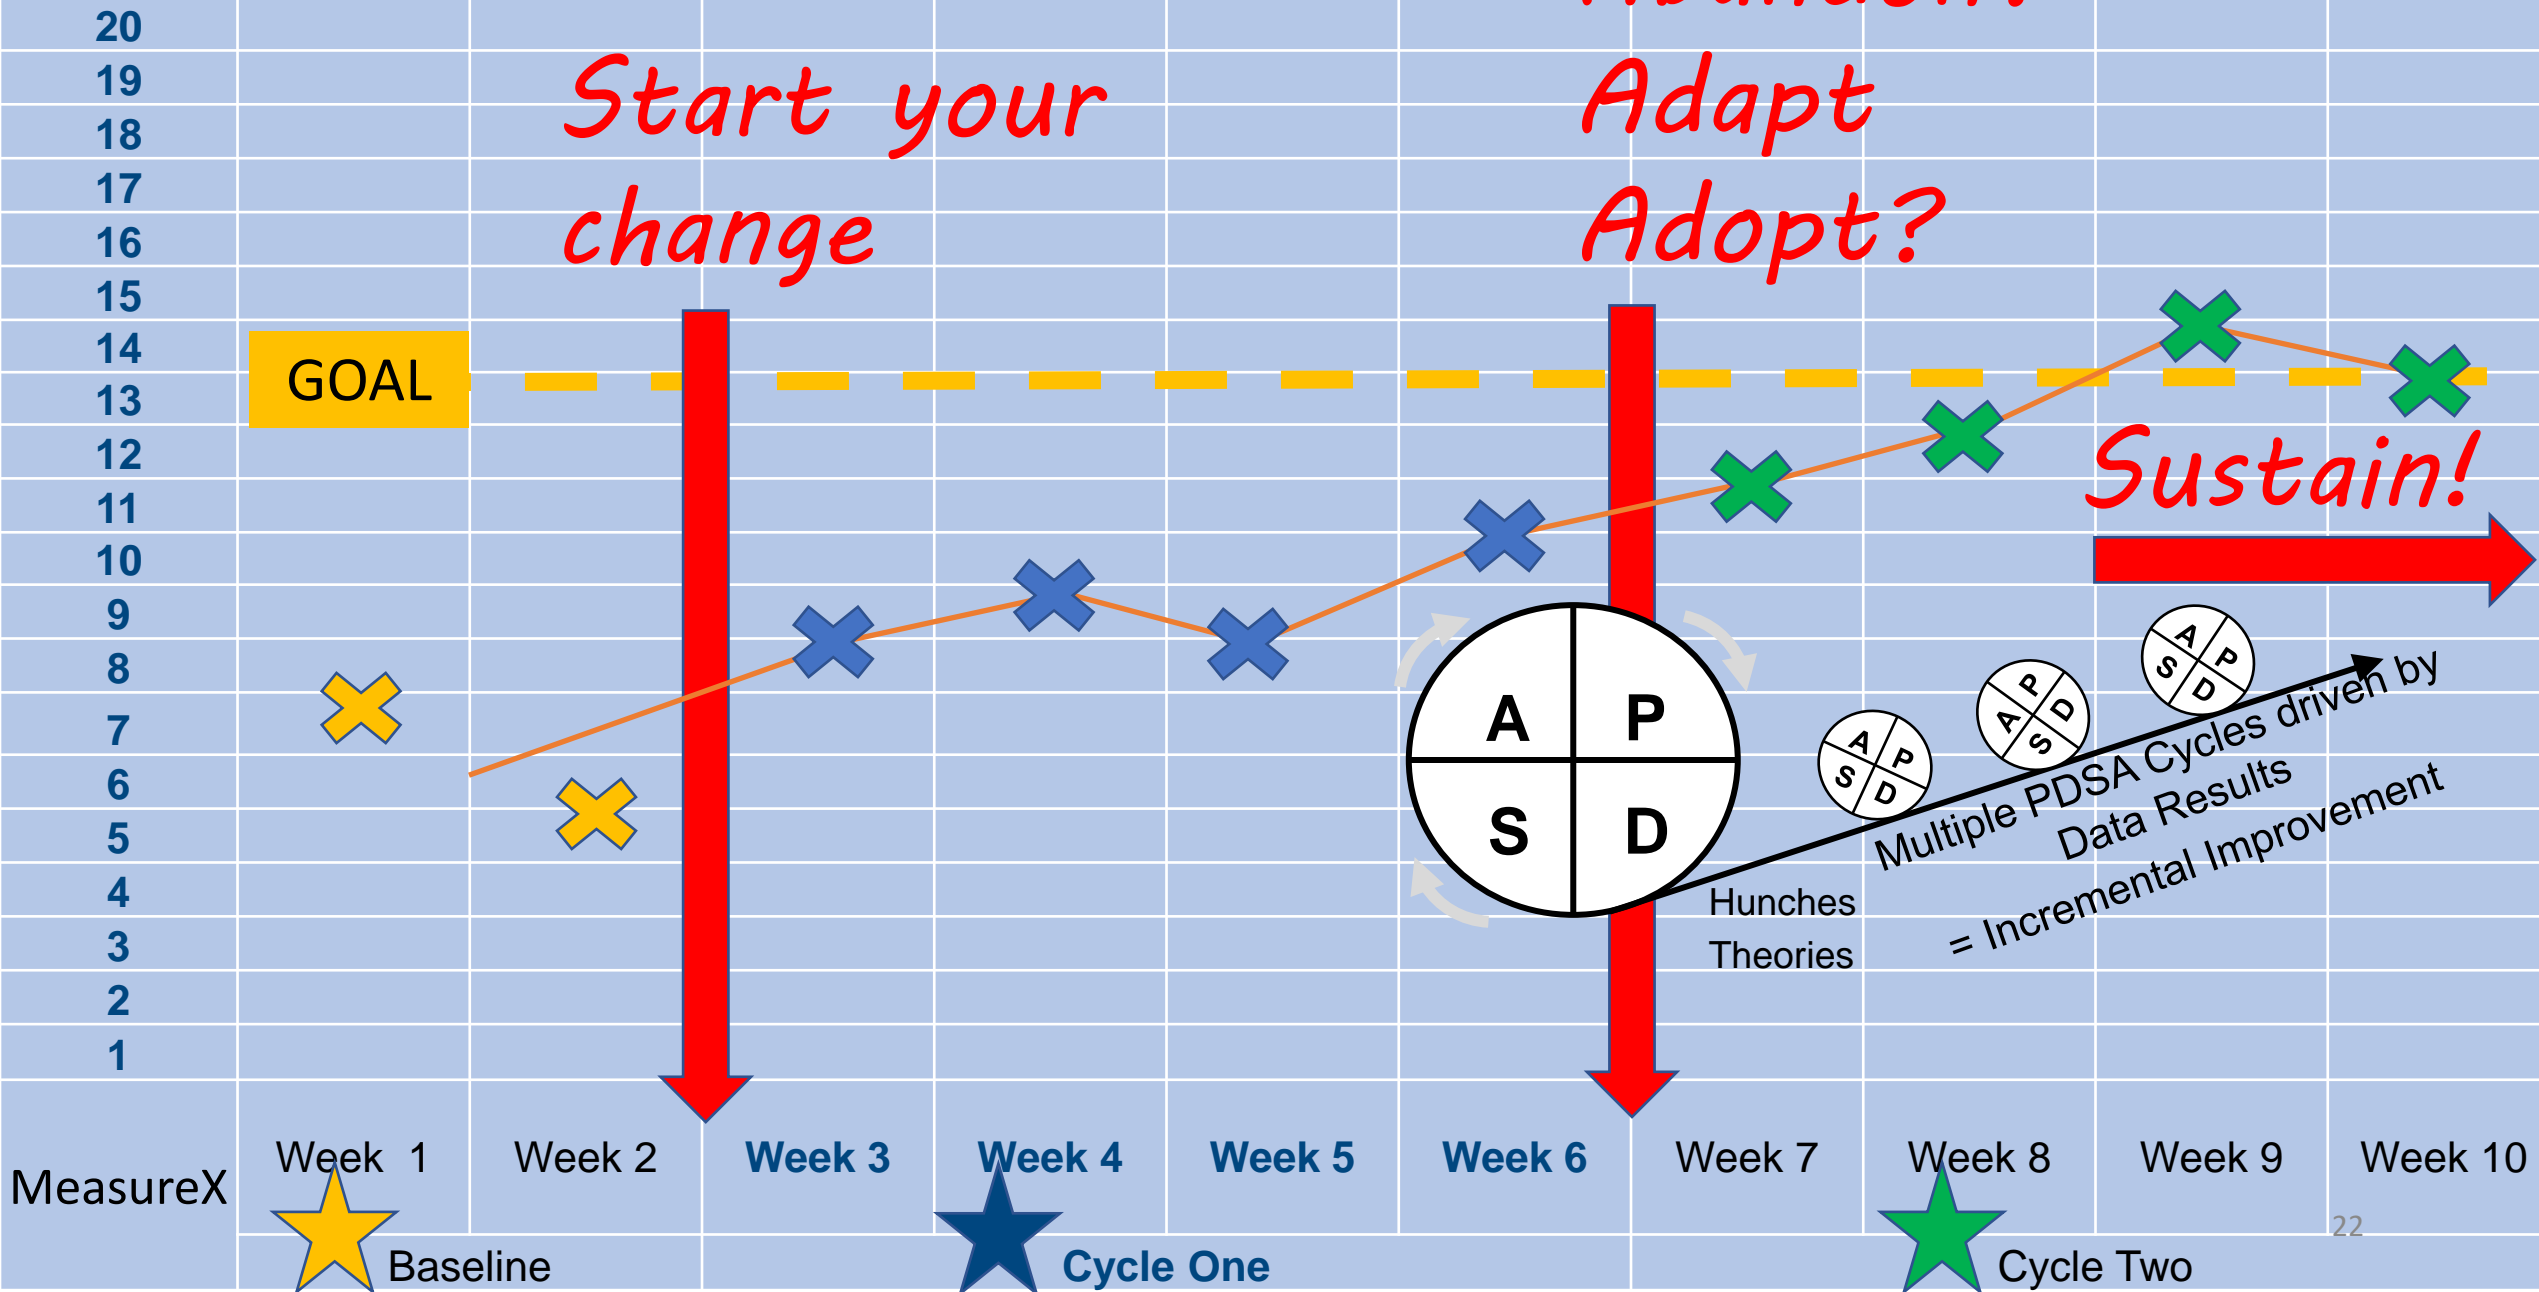 20
19
Start your
Adapt
18
17
change
Adopt?
16
15
14
GOAL
13
12
Sustain!
11
10
9
8
7
6
5
4
3
2
1
A P
S D
A P
S D
A P
S D
A P
S D
Multiple PDSA Cycles driven by
Data Results
= Incremental Improvement
Hunches
Theories
MeasureX
Week 1
Week 2
Week 3
Week 4
Week 5
Week 6
Week 7
Week 8
Week 9
Week 10
22
Baseline
Cycle One
Cycle Two